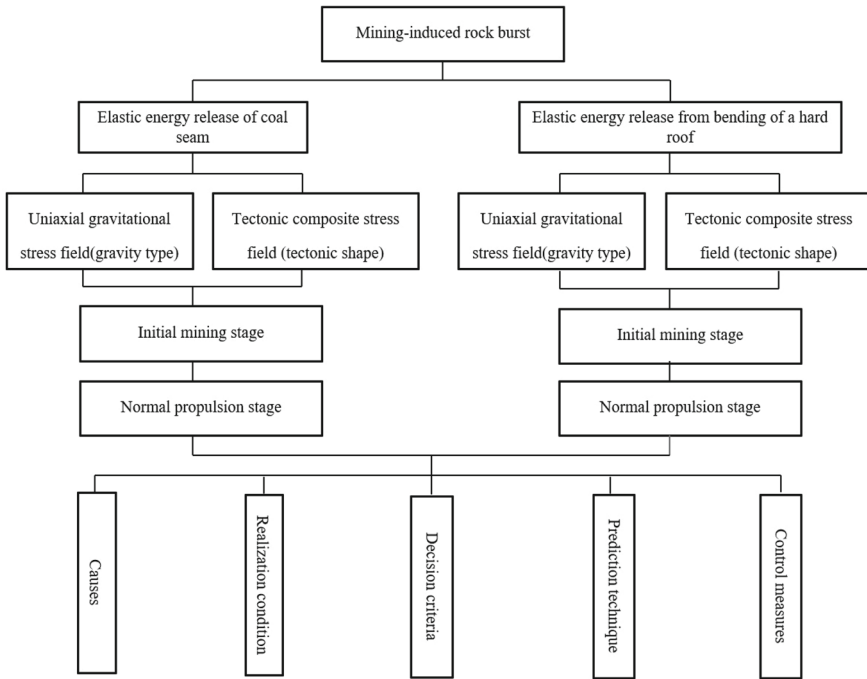 Mining-induced rock burst
Elastic energy release of coal
seam
Elastic energy release from bending of a hard
roof
Uniaxial gravitational
stress field(gravity type)
Tectonic composite stress
field (tectonic shape)
Uniaxial gravitational
stress field(gravity type)
Tectonic composite stress
field (tectonic shape)
Initial mining stage
Initial mining stage
Normal propulsion stage
Normal propulsion stage
Causes
Realization condition
Decision criteria
Prediction technique
Control measures